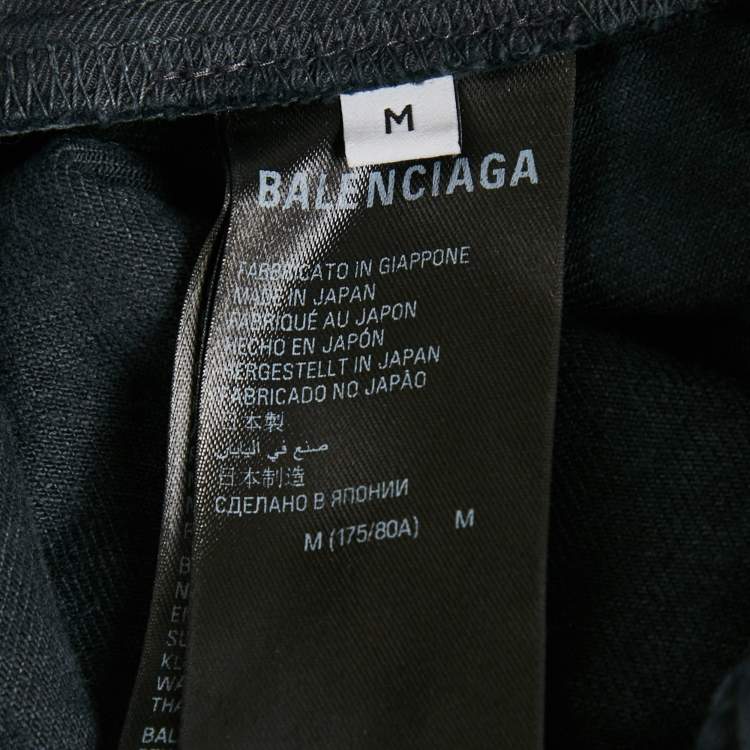 M
BALENCIAGA
FABBRICATO IN GIAPPONE
MADE IN JAPAN
FABRIQUÉ AU JAPON
HECHO EN JAPÓN
HERGESTELLT IN JAPAN
FABRICADO NO JAPÃO
日本製
صنع في اليابان
日本制造
СДЕЛАНО В ЯПОНИИ
M (175/80A) M